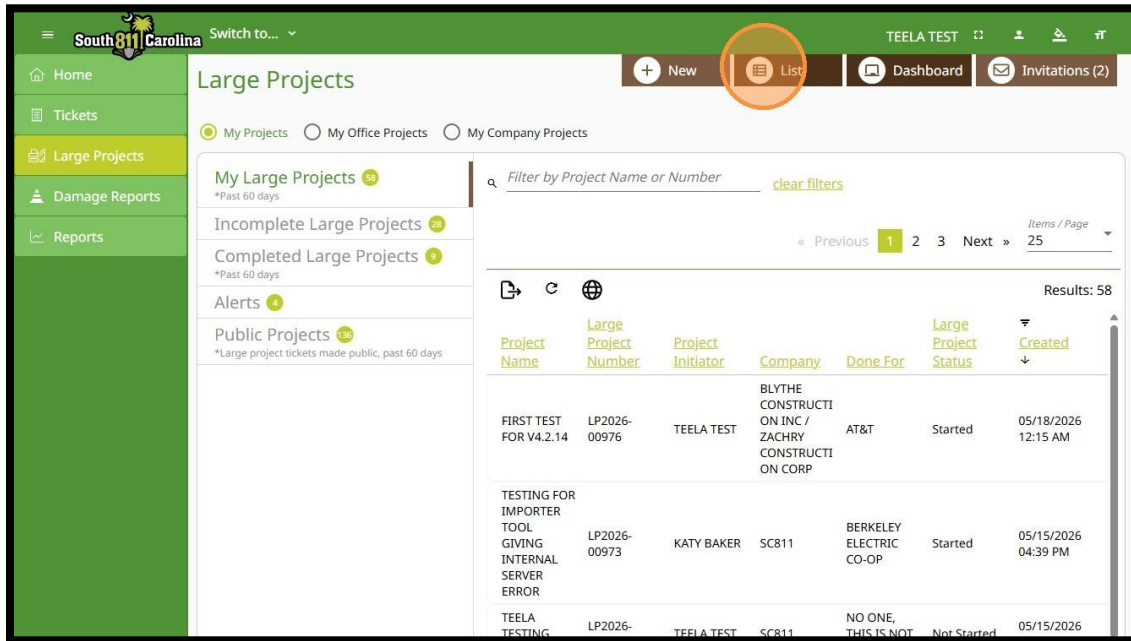 South 811 Carolina
Switch to...
TEELA TEST
Home
Tickets
Large Projects
Damage Reports
Reports
Large Projects
New
List
Dashboard
Invitations (2)
My Projects
My Office Projects
My Company Projects
My Large Projects 58
*Past 60 days
Incomplete Large Projects 28
Completed Large Projects 9
*Past 60 days
Alerts 4
Public Projects 136
*Large project tickets made public, past 60 days
Filter by Project Name or Number
clear filters
« Previous 1 2 3 Next »
Items / Page
25
Results: 58
Project Name
Large Project Number
Project Initiator
Company
Done For
Large Project Status
Created
FIRST TEST
FOR V4.2.14
LP2026-
00976
TEELA TEST
BLYTHE
CONSTRUCTI
ON INC /
ZACHRY
CONSTRUCTI
ON CORP
AT&T
Started
05/18/2026
12:15 AM
TESTING FOR
IMPORTER
TOOL
GIVING
INTERNAL
SERVER
ERROR
LP2026-
00973
KATY BAKER
SC811
BERKELEY
ELECTRIC
CO-OP
Started
05/15/2026
04:39 PM
TEELA
TESTING
LP2026-
TEELA TEST
SC811
NO ONE,
THIS IS NOT
Not Started
05/15/2026